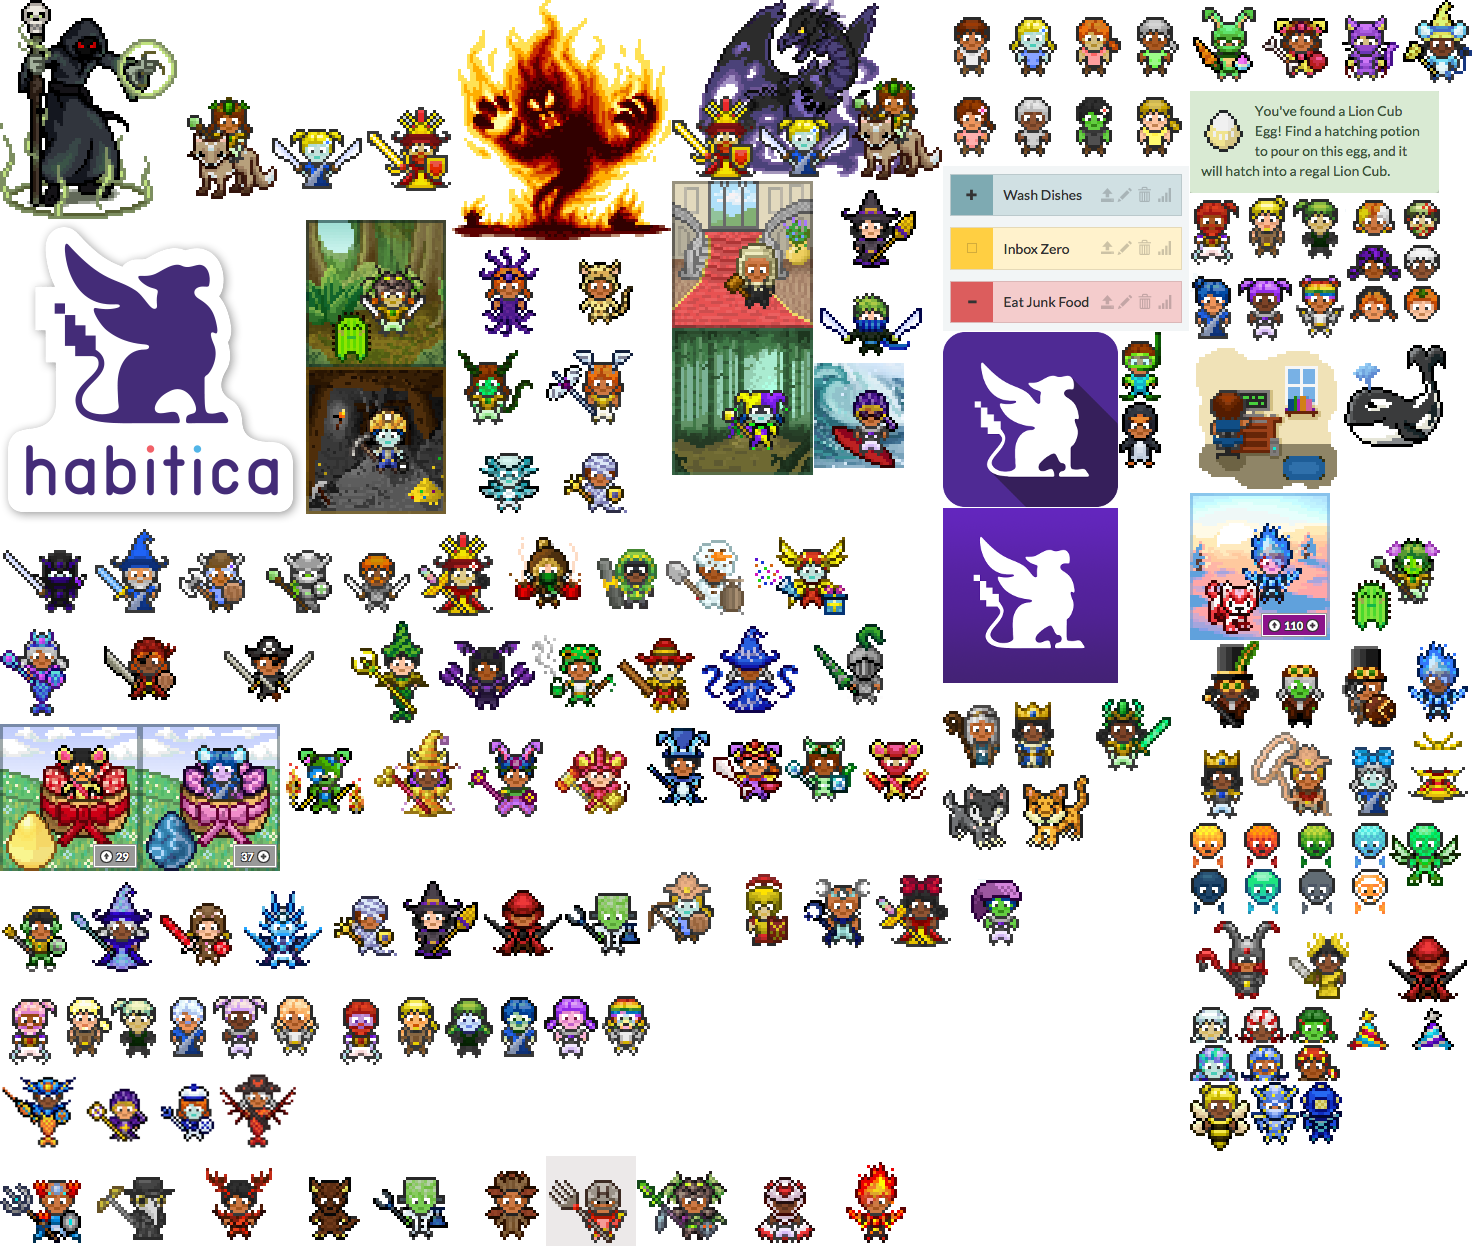 You've found a Lion Cub
Egg! Find a hatching potion
to pour on this egg, and it
will hatch into a regal Lion Cub.
Wash Dishes
Inbox Zero
Eat Junk Food
habitica
110
29
37